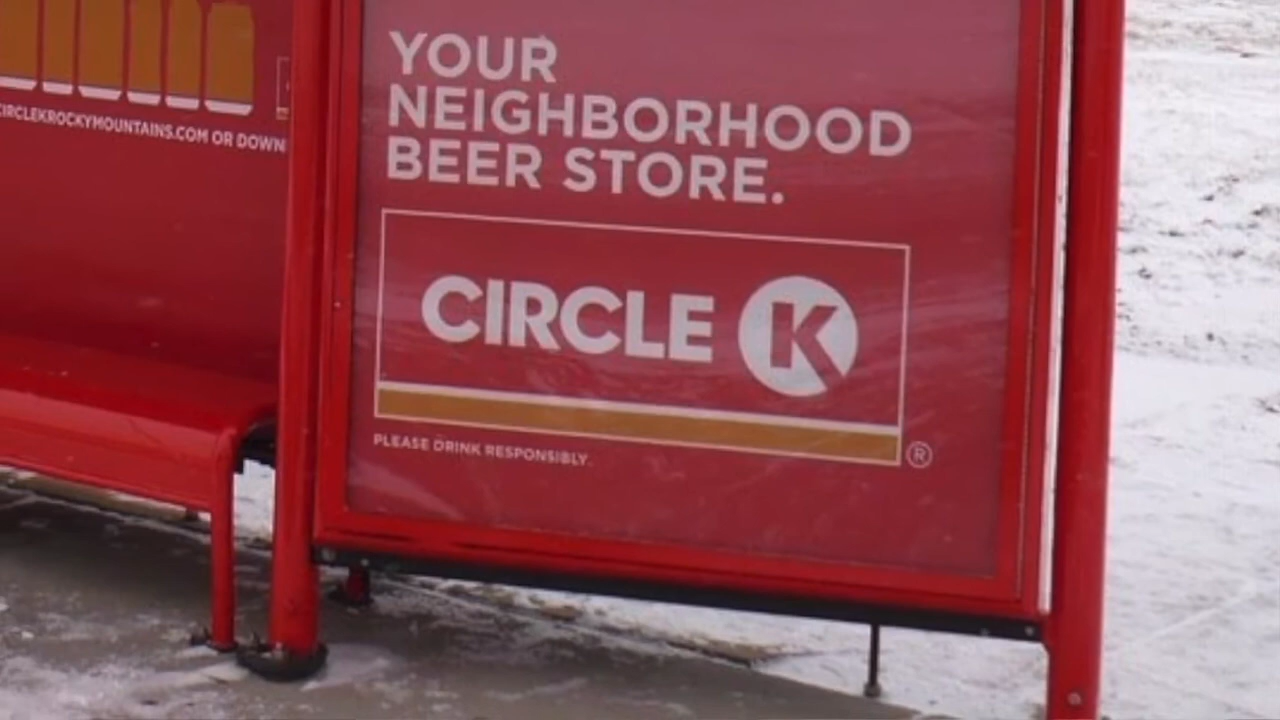 CIRCLEKROCKYMOUNTAINS.COM OR DOWN
YOUR
NEIGHBORHOOD
BEER STORE.
CIRCLE K
®
PLEASE DRINK RESPONSIBLY.